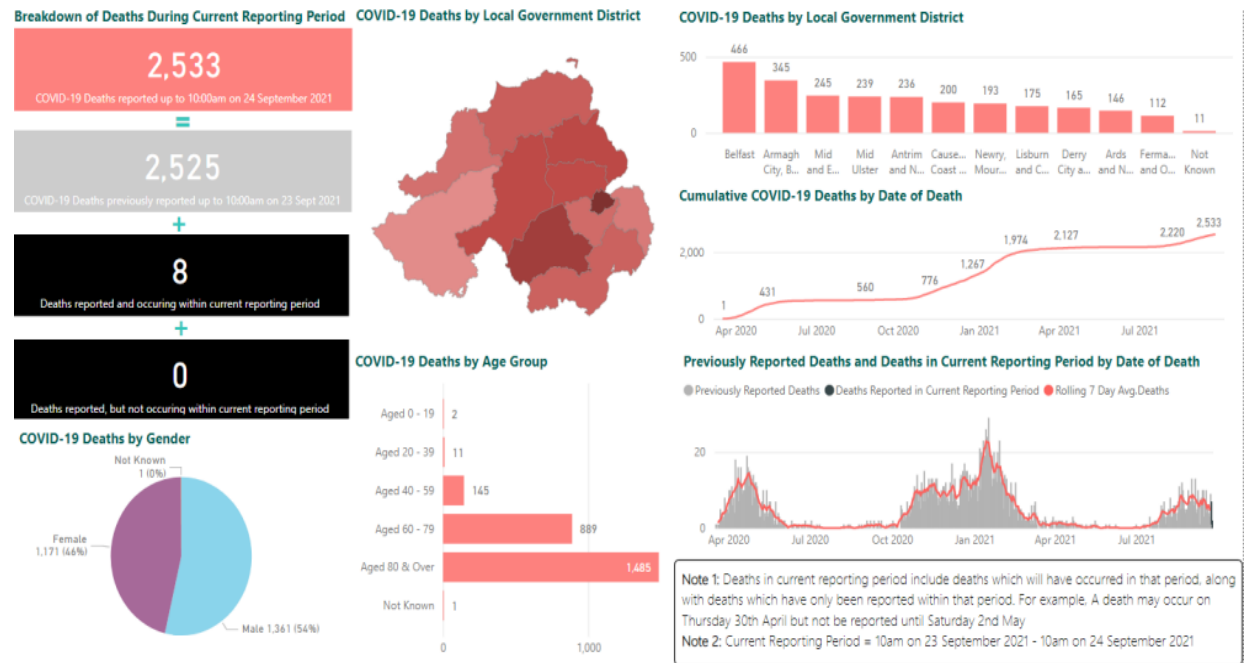 Breakdown of Deaths During Current Reporting Period
2,533
COVID-19 Deaths reported up to 10:00am on 24 September 2021
=
2,525
COVID-19 Deaths previously reported up to 10:00am on 23 Sept 2021
+
8
Deaths reported and occuring within current reporting period
+
0
Deaths reported, but not occuring within current reporting period
COVID-19 Deaths by Gender
Not Known
1 (0%)
Female
1,171 (46%)
Male 1,361 (54%)
COVID-19 Deaths by Local Government District
COVID-19 Deaths by Age Group
Aged 0 - 19
2
Aged 20 - 39
11
Aged 40 - 59
145
Aged 60 - 79
889
Aged 80 & Over
1,485
Not Known
1
0
1,000
COVID-19 Deaths by Local Government District
500
0
466
345
245
239
236
200
193
175
165
146
112
11
Belfast
Armagh
City, B...
Mid
and E...
Mid
Ulster
Antrim
and N...
Cause...
Coast ...
Newry,
Mour...
Lisburn
and C...
Derry
City a...
Ards
and N...
Ferma...
and O...
Not
Known
Cumulative COVID-19 Deaths by Date of Death
2,000
0
1
431
560
776
1,267
1,974
2,127
2,220
2,533
Apr 2020
Jul 2020
Oct 2020
Jan 2021
Apr 2021
Jul 2021
Previously Reported Deaths and Deaths in Current Reporting Period by Date of Death
Previously Reported Deaths
Deaths Reported in Current Reporting Period
Rolling 7 Day Avg.Deaths
20
0
Apr 2020
Jul 2020
Oct 2020
Jan 2021
Apr 2021
Jul 2021
Note 1: Deaths in current reporting period include deaths which will have occurred in that period, along
with deaths which have only been reported within that period. For example. A death may occur on
Thursday 30th April but not be reported until Saturday 2nd May
Note 2: Current Reporting Period = 10am on 23 September 2021 - 10am on 24 September 2021